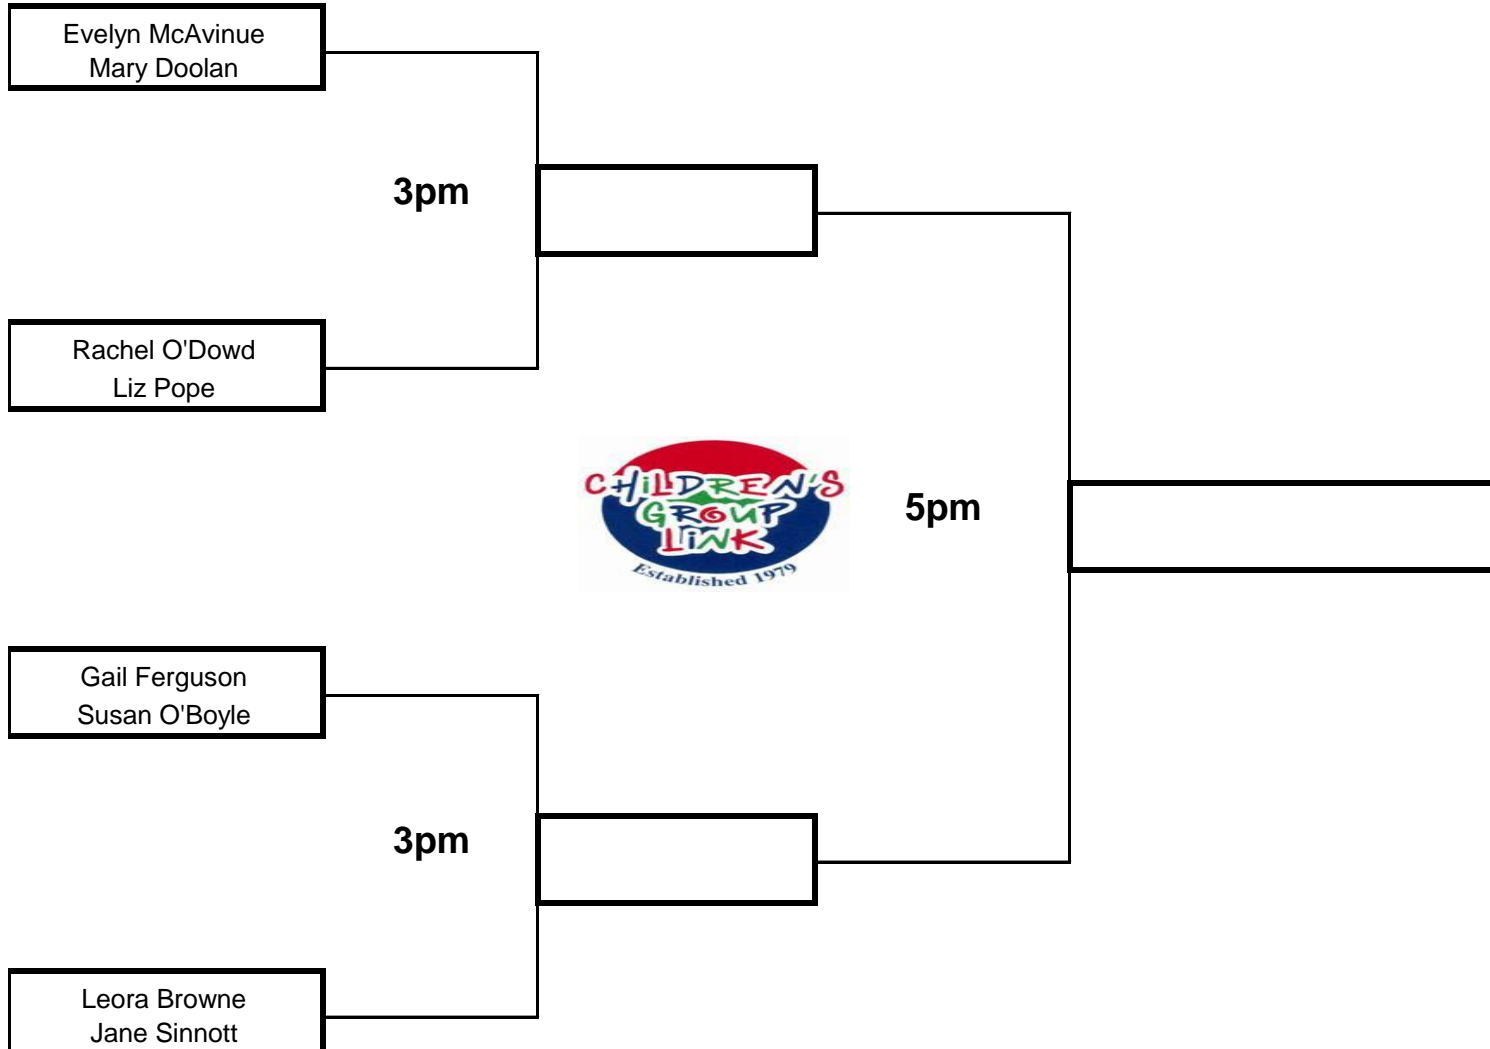 Evelyn McAvinue
Mary Doolan
3pm
Rachel O'Dowd
Liz Pope
CHILDREN'S
GROUP
LINK
Established 1979
5pm
Gail Ferguson
Susan O'Boyle
3pm
Leora Browne
Jane Sinnott